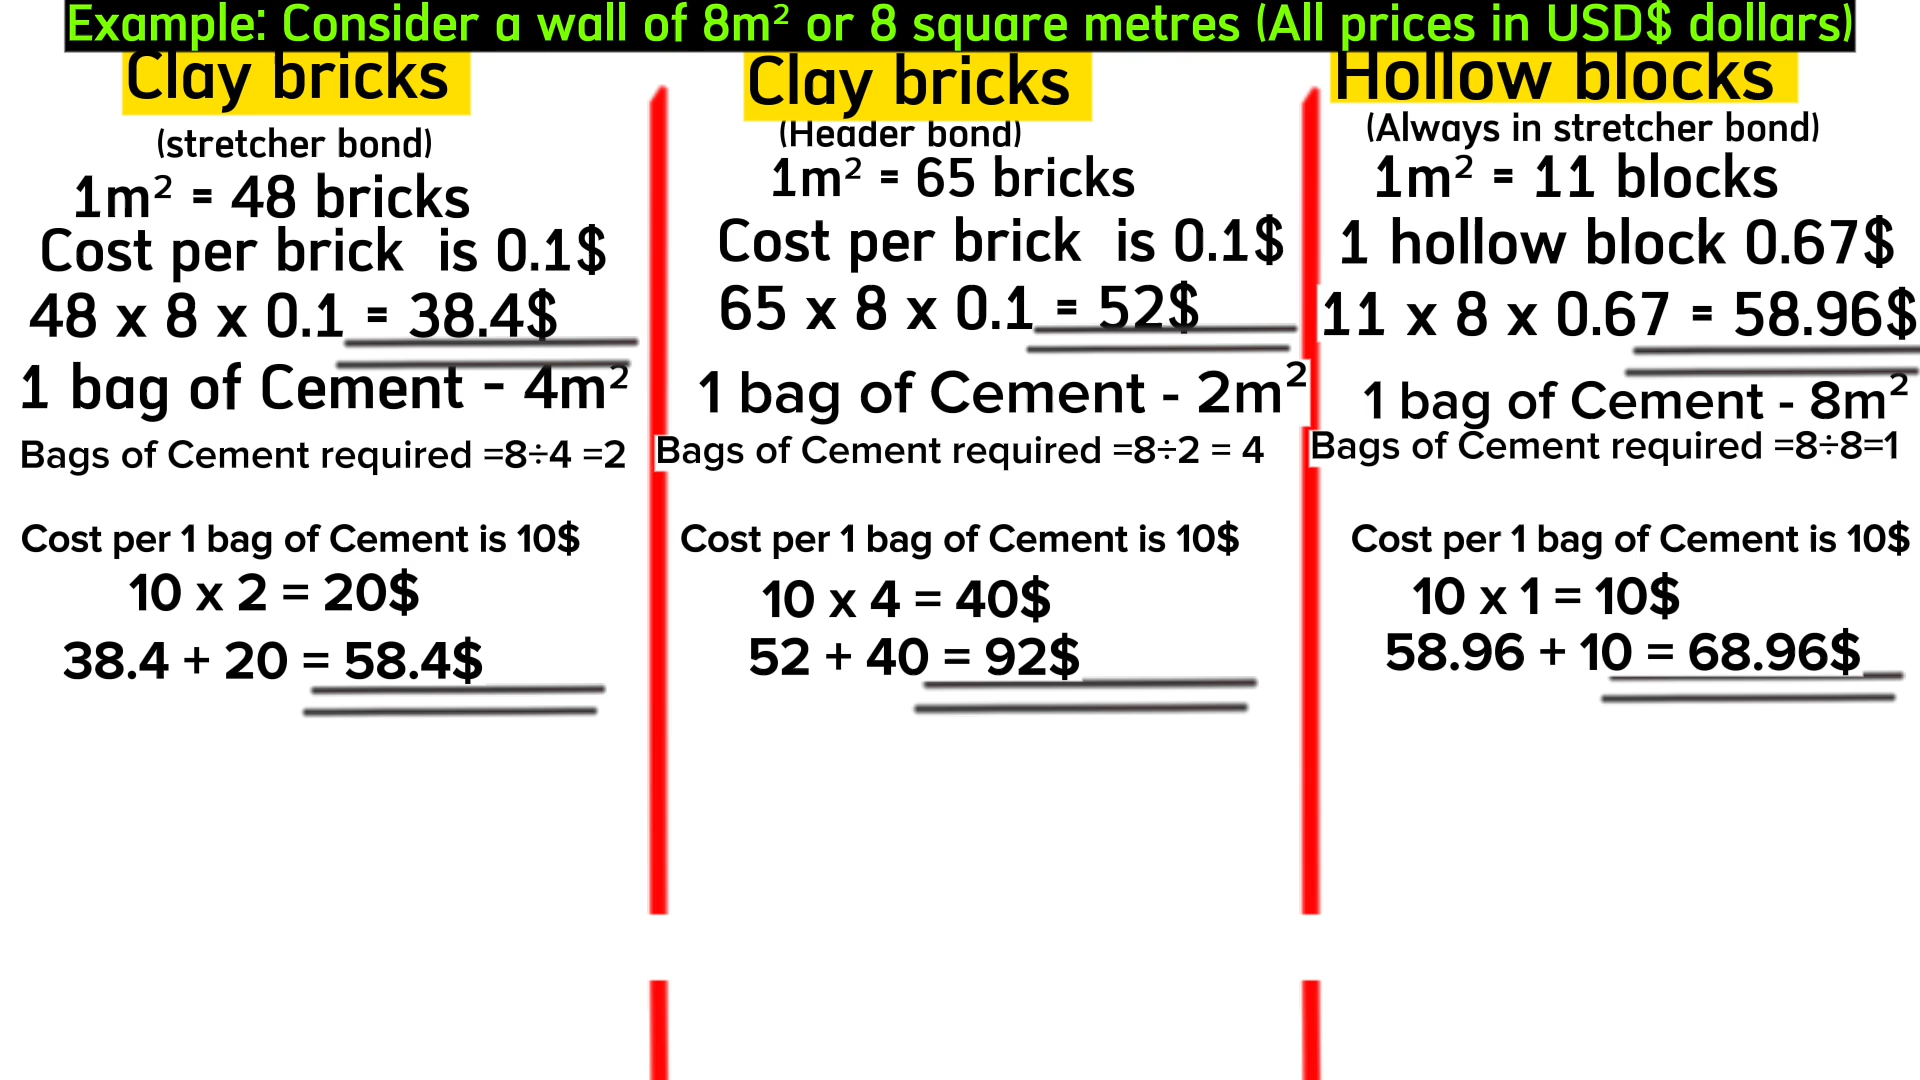 Example: Consider a wall of 8m² or 8 square metres (All prices in USD$ dollars)
Clay bricks
(stretcher bond)
1m² = 48 bricks
Cost per brick is 0.1$
48 x 8 x 0.1 = 38.4$
1 bag of Cement - 4m²
Bags of Cement required =8÷4 =2
Cost per 1 bag of Cement is 10$
10 x 2 = 20$
38.4 + 20 = 58.4$
Clay bricks
(Header bond)
1m² = 65 bricks
Cost per brick is 0.1$
65 x 8 x 0.1 = 52$
1 bag of Cement - 2m²
Bags of Cement required =8÷2 = 4
Cost per 1 bag of Cement is 10$
10 x 4 = 40$
52 + 40 = 92$
Hollow blocks
(Always in stretcher bond)
1m² = 11 blocks
1 hollow block 0.67$
11 x 8 x 0.67 = 58.96$
1 bag of Cement - 8m²
Bags of Cement required =8÷8=1
Cost per 1 bag of Cement is 10$
10 x 1 = 10$
58.96 + 10 = 68.96$